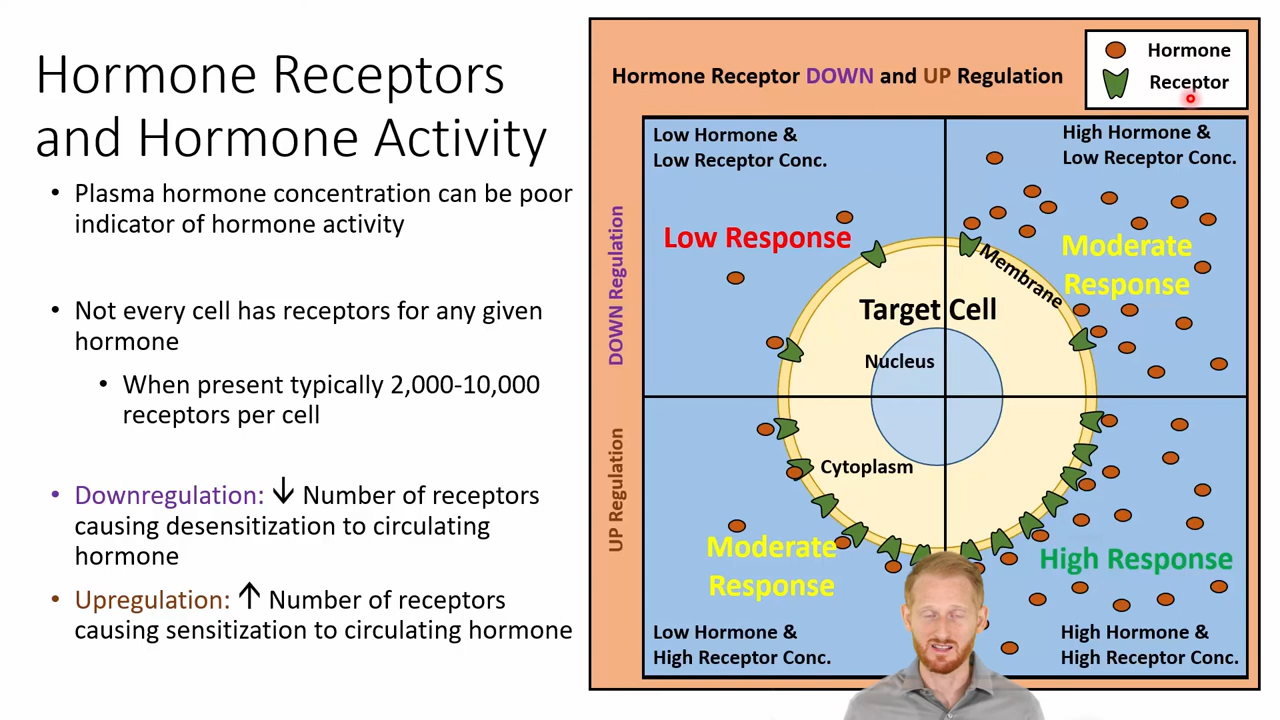 Hormone Receptors
and Hormone Activity
• Plasma hormone concentration can be poor
indicator of hormone activity
• Not every cell has receptors for any given
hormone
• When present typically 2,000-10,000
receptors per cell
• Downregulation: ↓ Number of receptors
causing desensitization to circulating
hormone
• Upregulation: ↑ Number of receptors
causing sensitization to circulating hormone
Hormone Receptor DOWN and UP Regulation
Hormone
Receptor
DOWN Regulation
UP Regulation
Low Hormone &
Low Receptor Conc.
Low Response
High Hormone &
Low Receptor Conc.
Moderate
Response
Membrane
Target Cell
Nucleus
Cytoplasm
Moderate
Response
Low Hormone &
High Receptor Conc.
High Response
High Hormone &
High Receptor Conc.